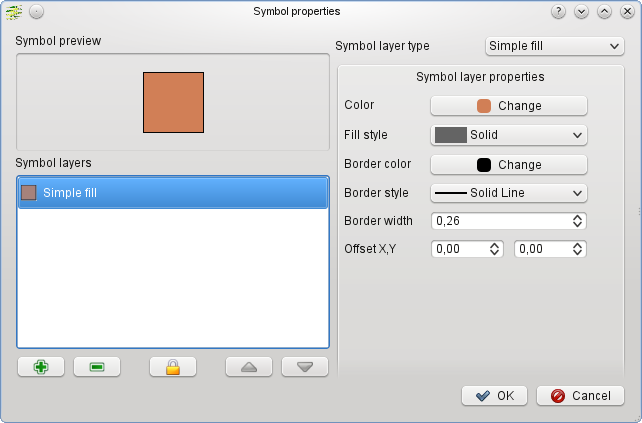 Symbol properties
?
Symbol preview
Symbol layer type
Simple fill
Symbol layer properties
Color
Change
Fill style
Solid
Border color
Change
Border style
Solid Line
Border width
0,26
Offset X,Y
0,00
0,00
Symbol layers
Simple fill
OK
Cancel